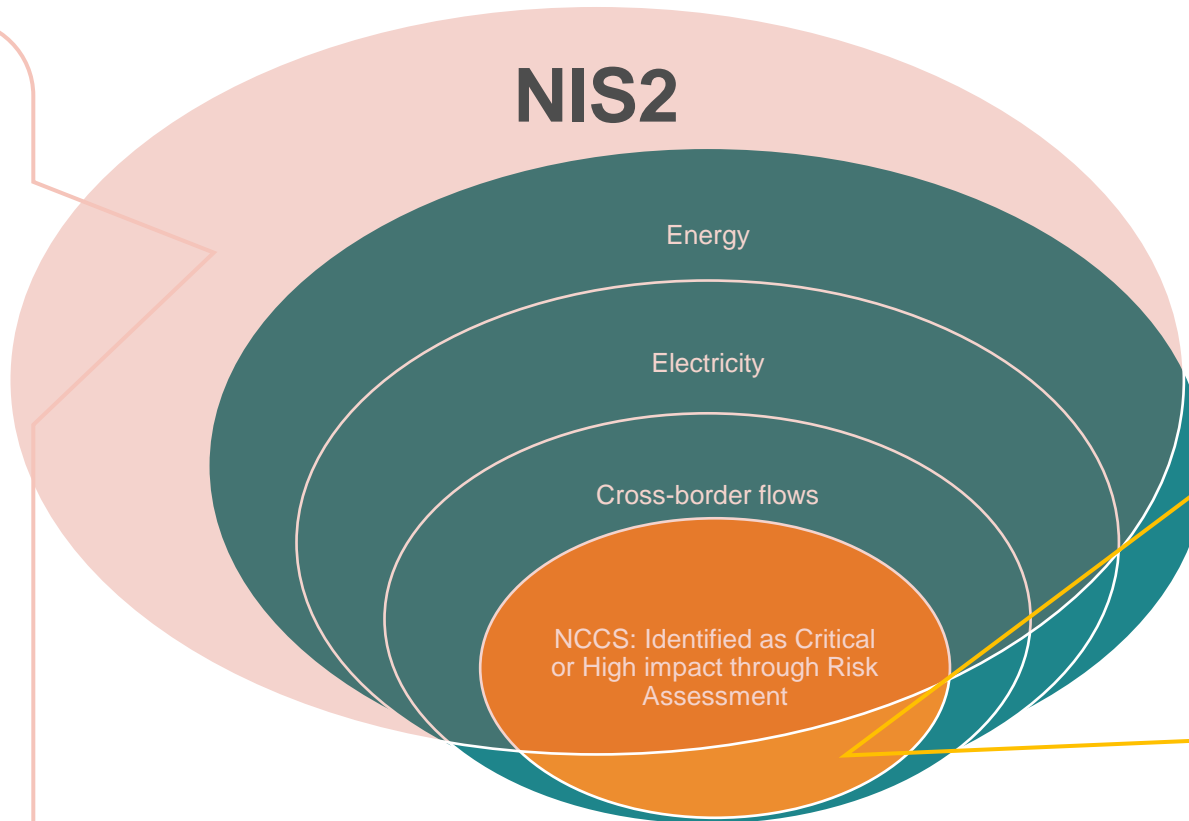 NIS2
Energy
Electricity
Cross-border flows
NCCS: Identified as Critical
or High impact through Risk
Assessment